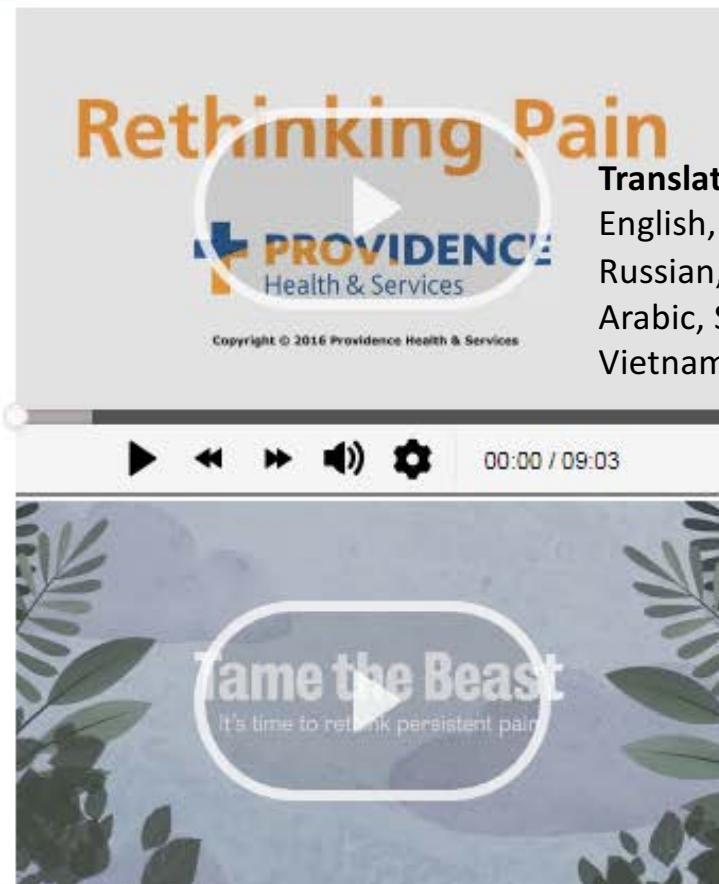 Rethinking Pain
PROVIDENCE
Health & Services
Copyright © 2016 Providence Health & Services
English,
Russian,
Arabic,
00:00 / 09:03
Tame the Beast
It's time to rethink persistent pain